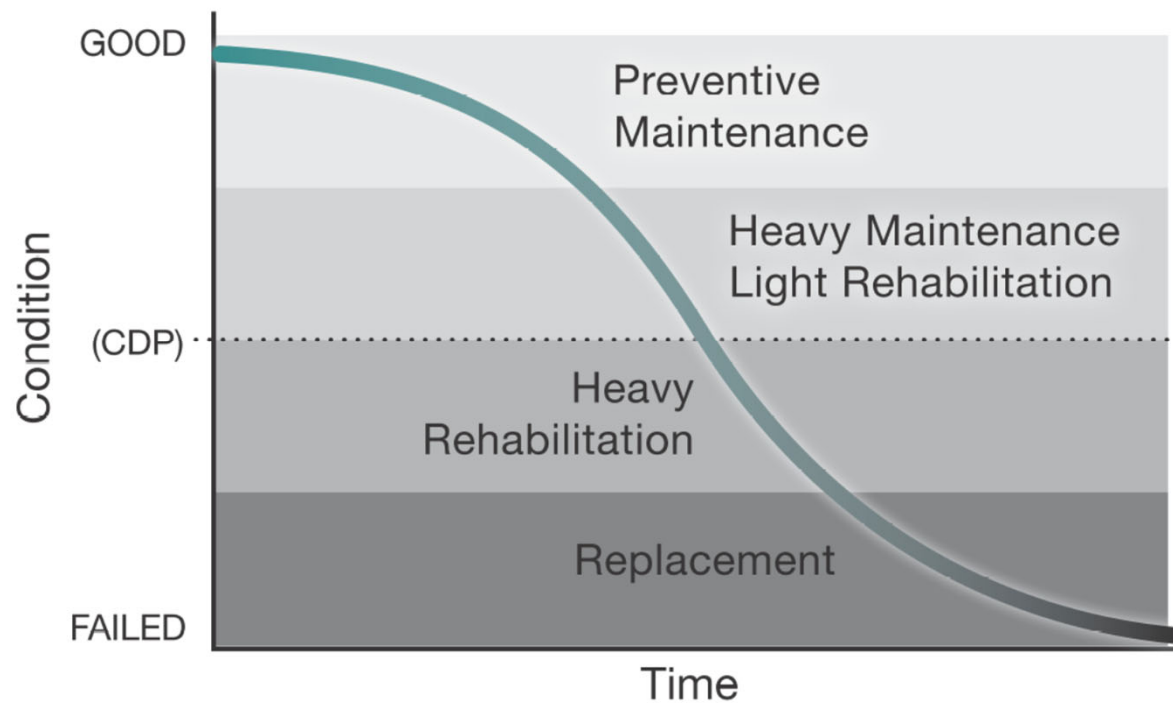 GOOD
Preventive
Maintenance
Heavy Maintenance
Light Rehabilitation
Condition
(CDP)
Heavy
Rehabilitation
Replacement
FAILED
Time